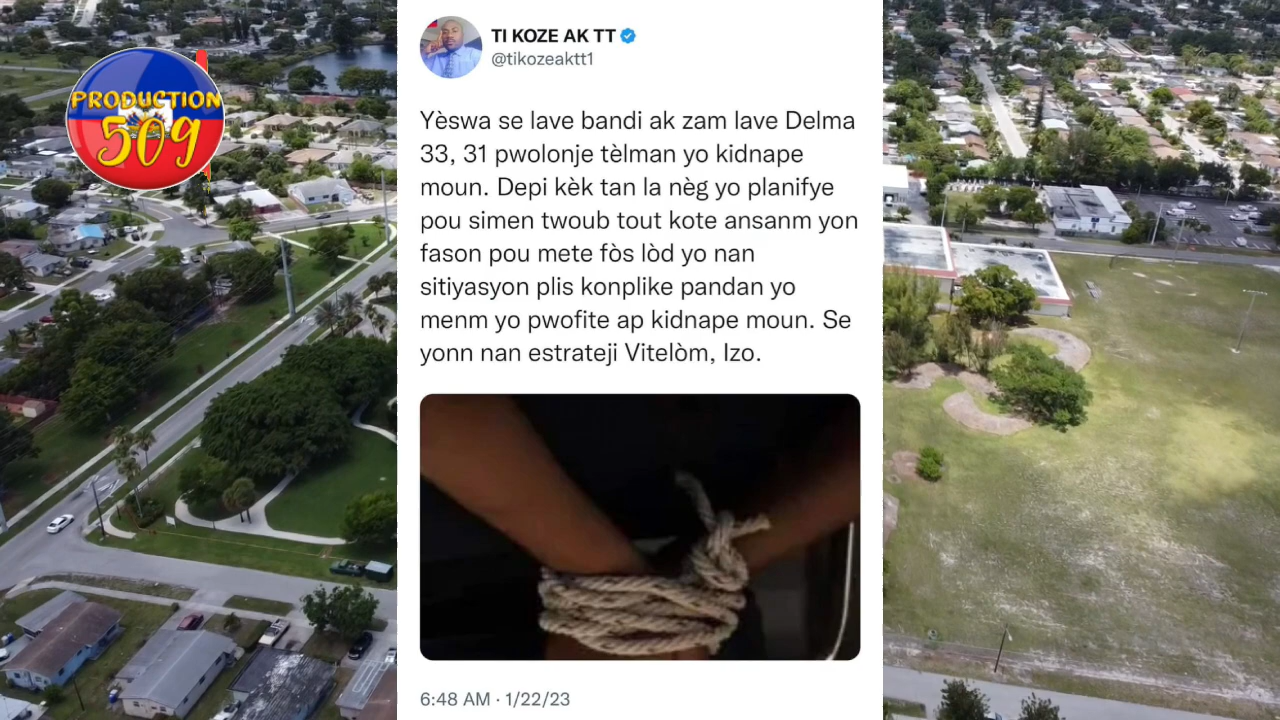 PRODUCTION
509
TI KOZE AK TT
@tikozeaktt1
Yèswa se lave bandi ak zam lave Delma
33, 31 pwolonje tèlman yo kidnape
moun. Depi kèk tan la nèg yo planifye
pou simen twoub tout kote ansanm yon
fason pou mete fòs lòd yo nan
sitiyasyon plis konplike pandan yo
menm yo pwofite ap kidnape moun. Se
yonn nan estrateji Vitelòm, Izo.
6:48 AM · 1/22/23